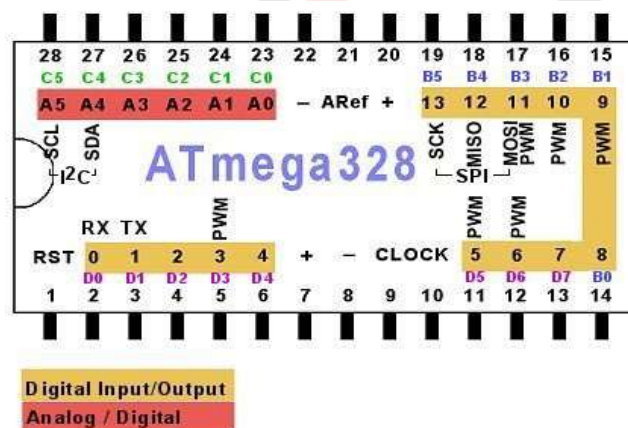 28 27 26 25 24 23 22 21 20 19 18 17 16 15
C5 C4 C3 C2 C1 C0 B5 B4 B3 B2 B1
A5 A4 A3 A2 A1 A0 – ARef + 13 12 11 10 9
SCL SDA SCK MISO MOSI PWM PWM PWM
I²C ATmega328 SPI
RX TX PWM PWM PWM
RST 0 1 2 3 4 + – CLOCK 5 6 7 8
D0 D1 D2 D3 D4 D5 D6 D7 B0
1 2 3 4 5 6 7 8 9 10 11 12 13 14
Digital Input/Output
Analog / Digital